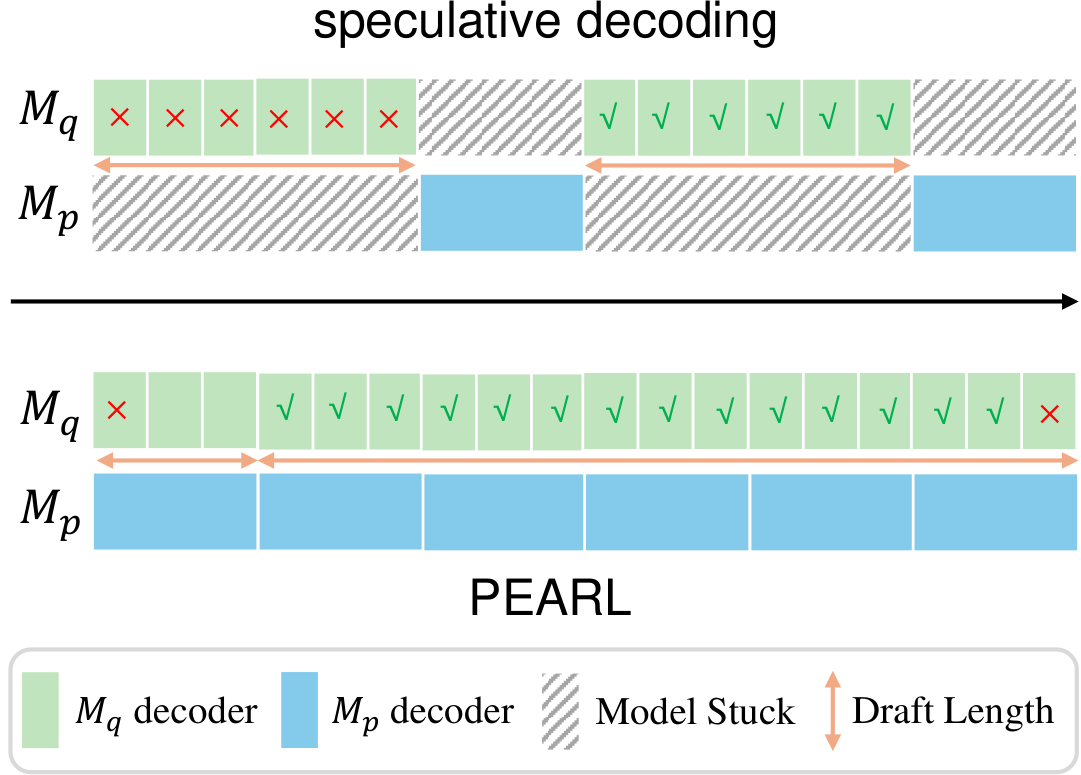 speculative decoding
M_q × × × × × × √ √ √ √ √ √
M_p
M_q × √ √ √ √ √ √ √ √ √ √ √ √ √ √ ×
M_p
PEARL
M_q decoder M_p decoder Model Stuck Draft Length